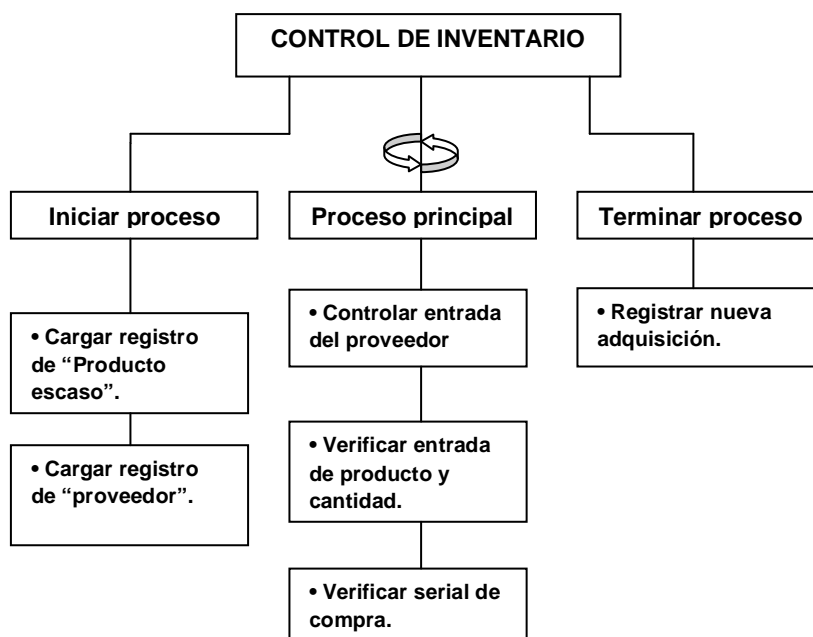 CONTROL DE INVENTARIO
Iniciar proceso
Proceso principal
Terminar proceso
• Cargar registro
de “Producto
escaso”.
• Cargar registro
de “proveedor”.
• Controlar entrada
del proveedor
• Verificar entrada
de producto y
cantidad.
• Verificar serial de
compra.
• Registrar nueva
adquisición.